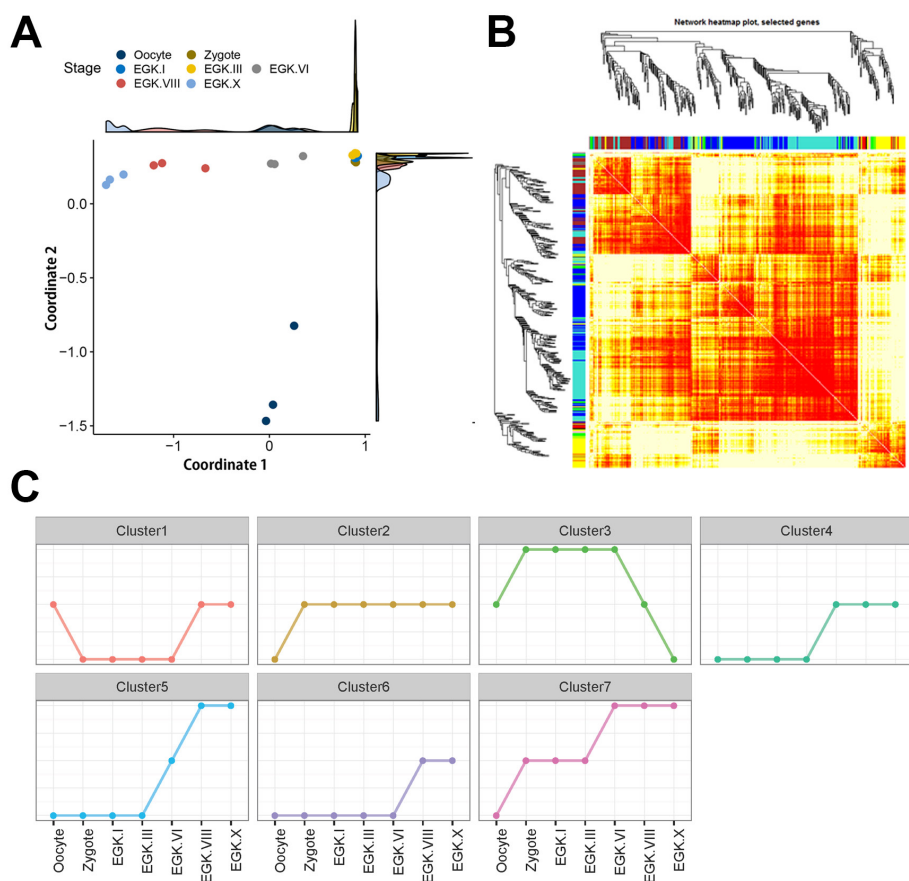 A
B
Network heatmap plot, selected genes
Stage
Oocyte
Zygote
EGK.I
EGK.III
EGK.VI
EGK.VIII
EGK.X
Coordinate 2
0.0
−0.5
−1.0
−1.5
−1
0
1
Coordinate 1
C
Cluster1
Cluster2
Cluster3
Cluster4
Cluster5
Cluster6
Cluster7
Oocyte
Zygote
EGK.I
EGK.III
EGK.VI
EGK.VIII
EGK.X
Oocyte
Zygote
EGK.I
EGK.III
EGK.VI
EGK.VIII
EGK.X
Oocyte
Zygote
EGK.I
EGK.III
EGK.VI
EGK.VIII
EGK.X